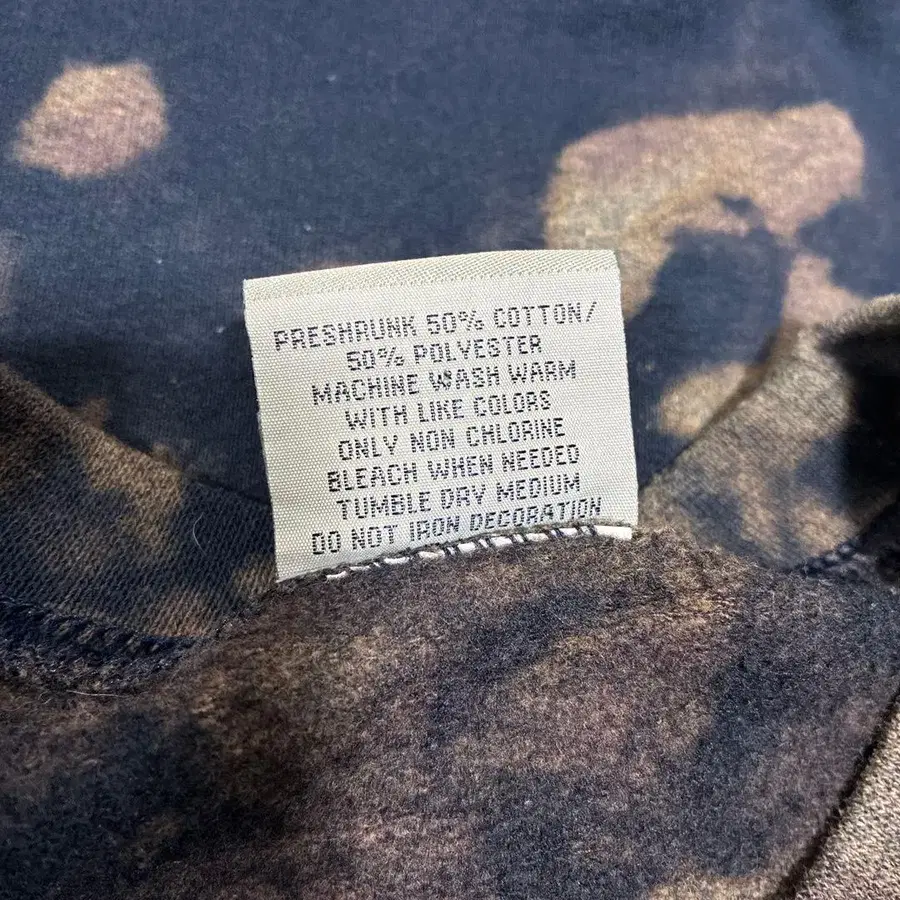 PRESHRUNK 50% COTTON/
50% POLYESTER
MACHINE WASH WARM
WITH LIKE COLORS
ONLY NON CHLORINE
BLEACH WHEN NEEDED
TUMBLE DRY MEDIUM
DO NOT IRON DECORATION